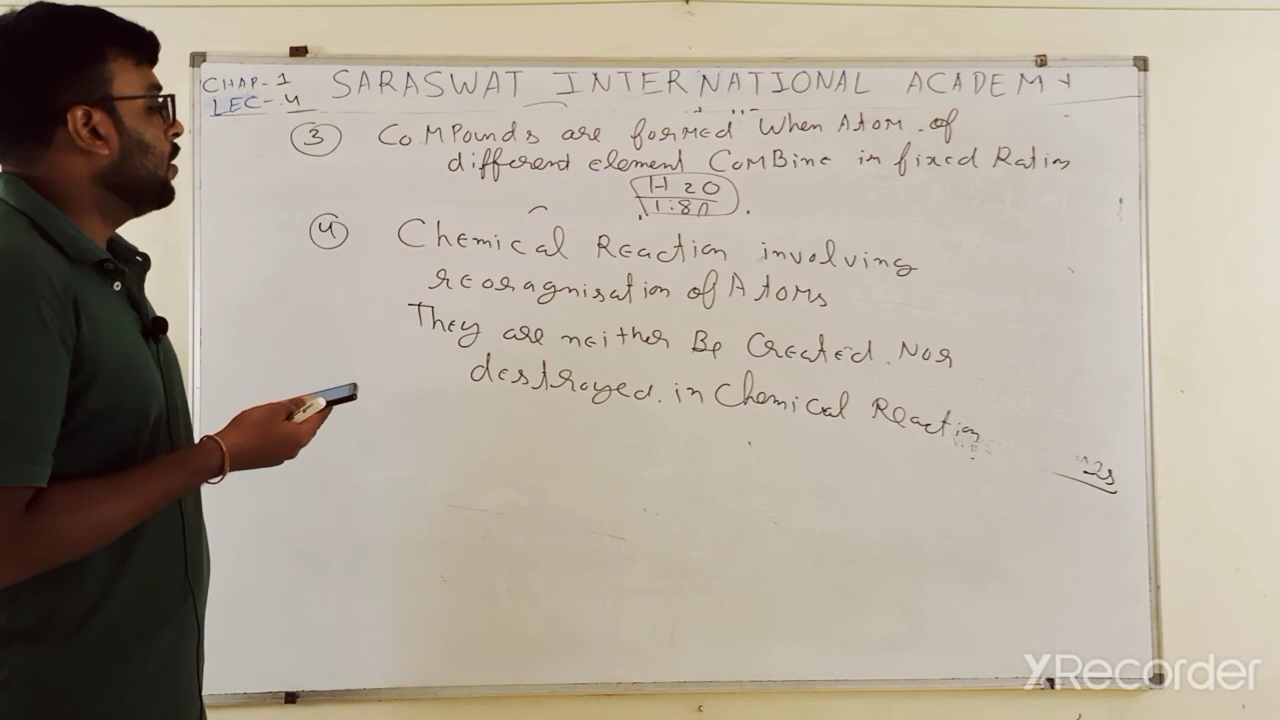 CHAP-1
LEC-4
SARASWAT INTERNATIONAL ACADEMY
③ COMPounds are formed When Atom of
different element ComBine in fixed Ratios
H2O
1:8
④ Chemical Reaction involving
reoragnisation of Atoms
They are neither Be Created Nor
destroyed. in Chemical Reaction
XRecorder